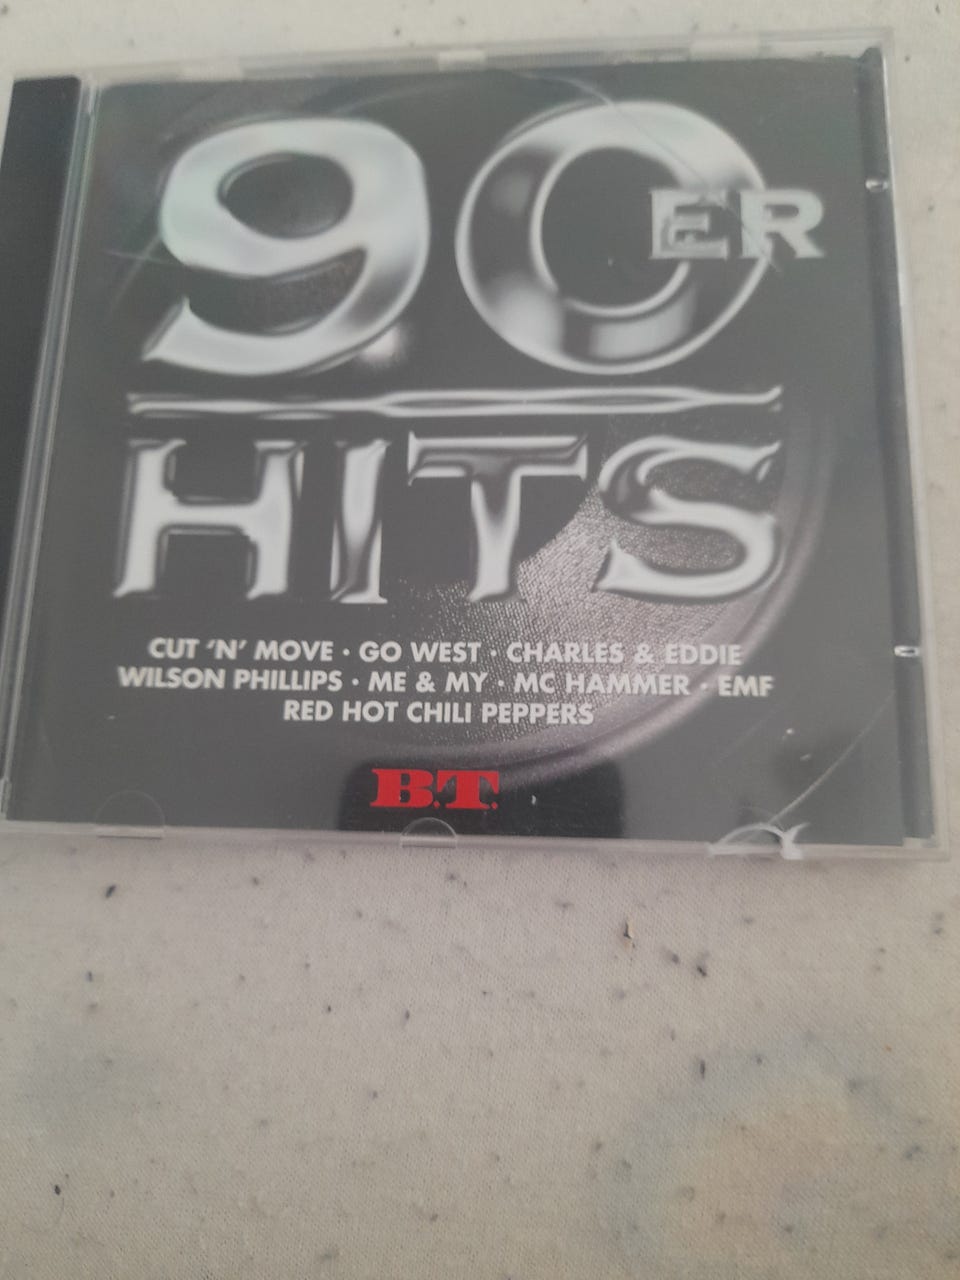 90ER
HITS
CUT 'N' MOVE · GO WEST · CHARLES & EDDIE
WILSON PHILLIPS · ME & MY · MC HAMMER · EMF
RED HOT CHILI PEPPERS
B.T.